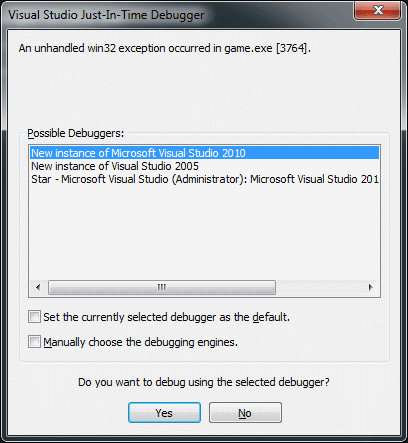 Visual Studio Just-In-Time Debugger
An unhandled win32 exception occurred in game.exe [3764].
Possible Debuggers:
New instance of Microsoft Visual Studio 2010
New instance of Visual Studio 2005
Star - Microsoft Visual Studio (Administrator): Microsoft Visual Studio 201
Set the currently selected debugger as the default.
Manually choose the debugging engines.
Do you want to debug using the selected debugger?
Yes
No